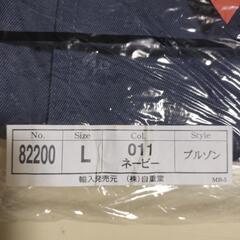 No. Size Col. Style
82200 L 011 ネービー ブルゾン
輸入発売元 (株)自重堂 MB-5